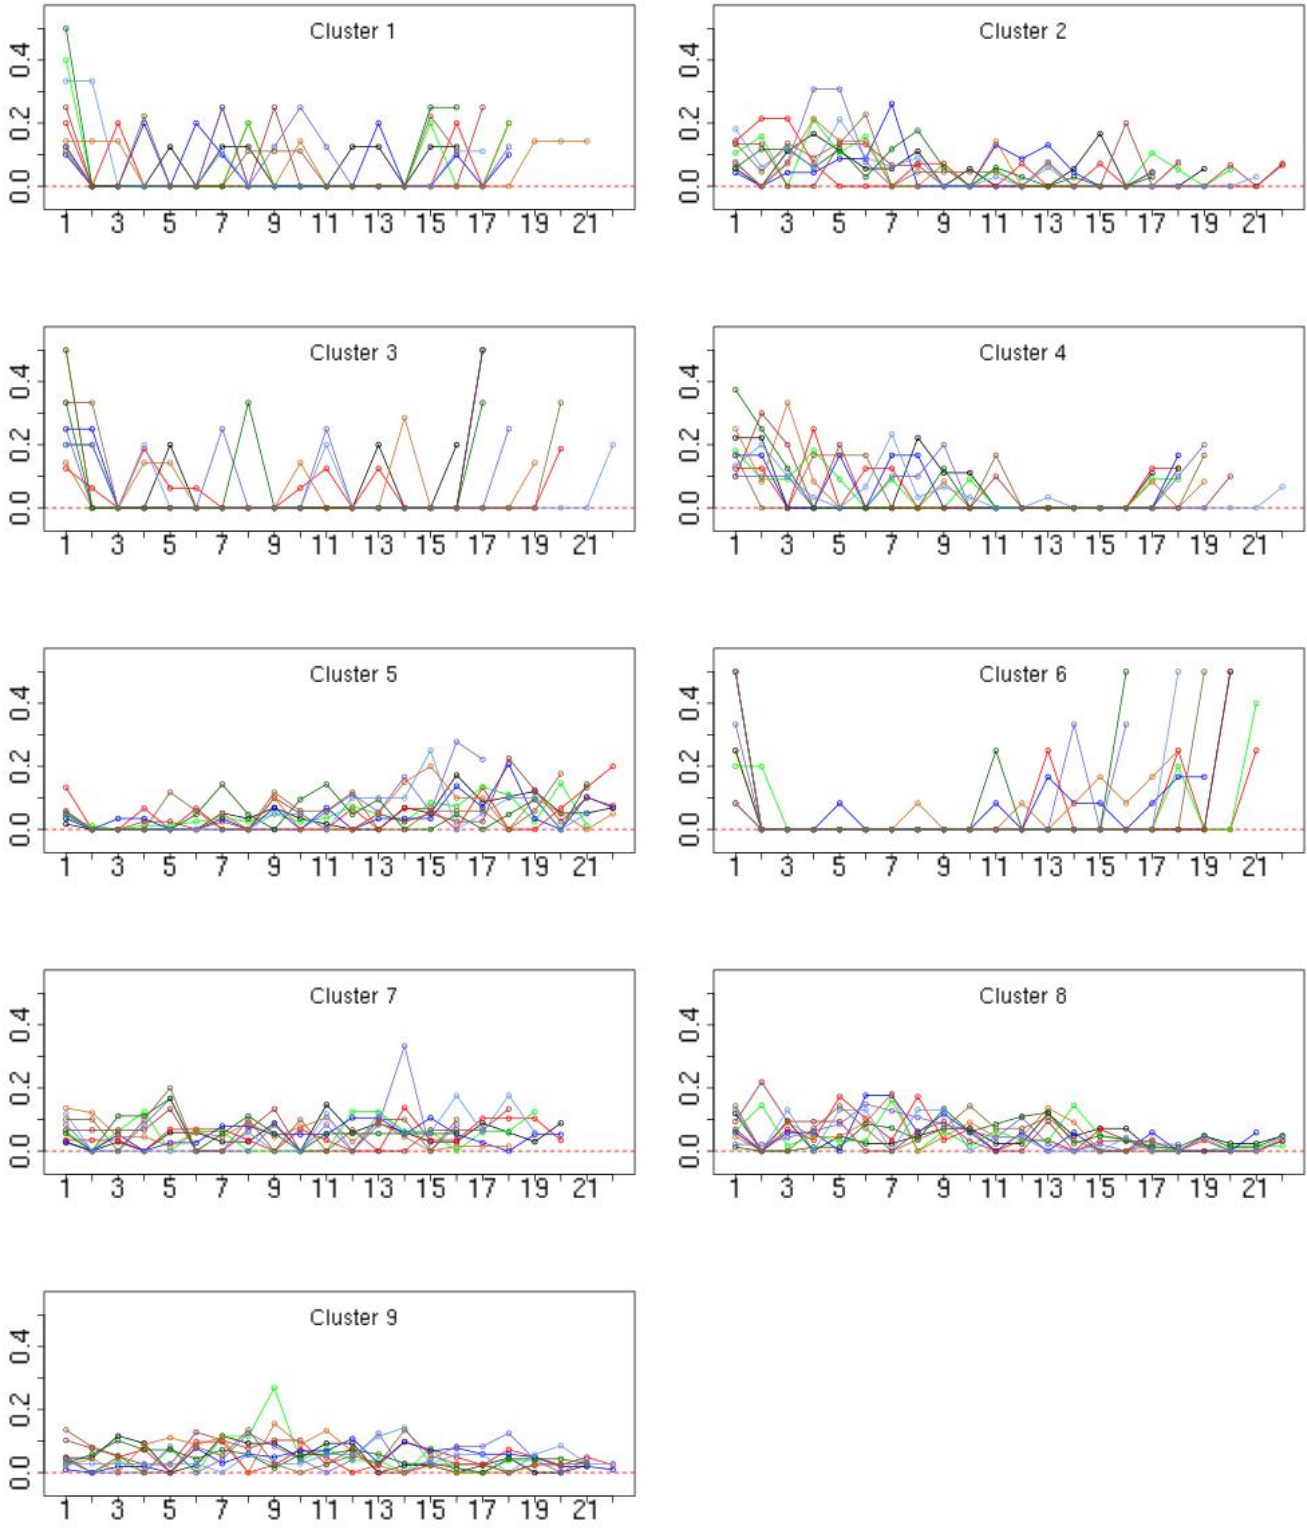 Cluster 1
0.0 0.2 0.4
1 3 5 7 9 11 13 15 17 19 21
Cluster 2
0.0 0.2 0.4
1 3 5 7 9 11 13 15 17 19 21
Cluster 3
0.0 0.2 0.4
1 3 5 7 9 11 13 15 17 19 21
Cluster 4
0.0 0.2 0.4
1 3 5 7 9 11 13 15 17 19 21
Cluster 5
0.0 0.2 0.4
1 3 5 7 9 11 13 15 17 19 21
Cluster 6
0.0 0.2 0.4
1 3 5 7 9 11 13 15 17 19 21
Cluster 7
0.0 0.2 0.4
1 3 5 7 9 11 13 15 17 19 21
Cluster 8
0.0 0.2 0.4
1 3 5 7 9 11 13 15 17 19 21
Cluster 9
0.0 0.2 0.4
1 3 5 7 9 11 13 15 17 19 21